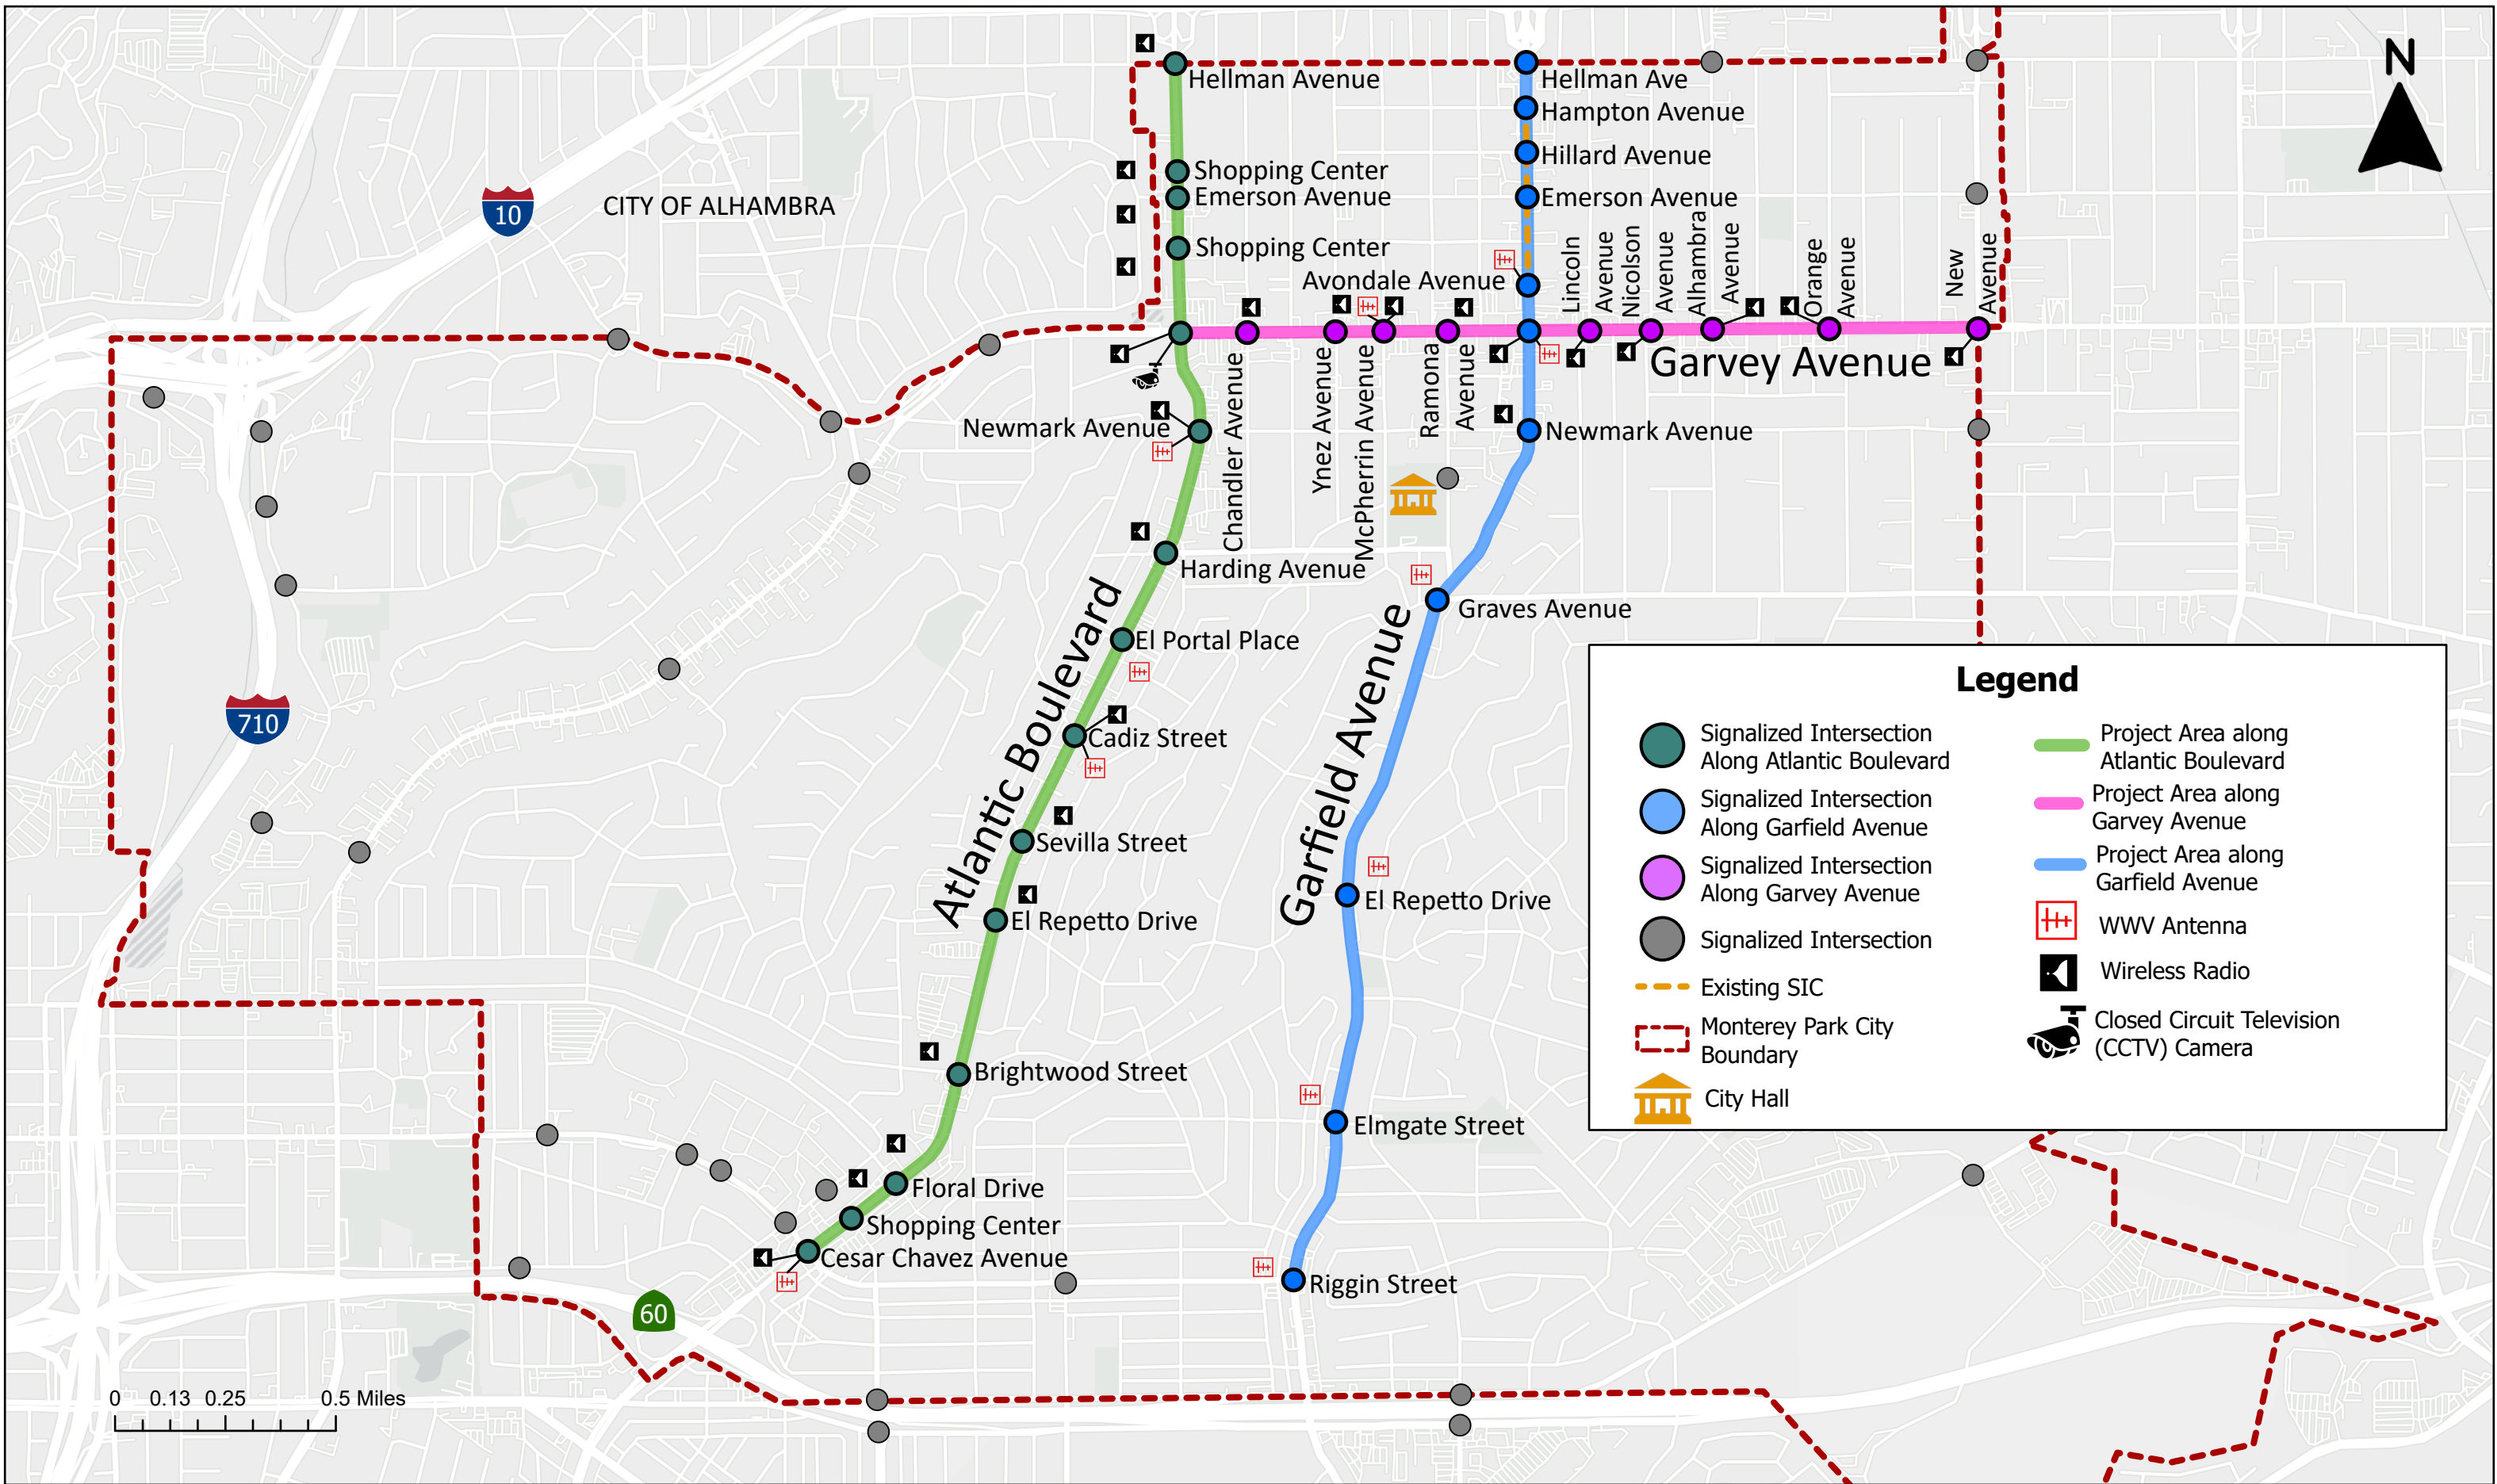 N
Hellman Avenue
Hellman Ave
Hampton Avenue
Shopping Center
Hillard Avenue
Emerson Avenue
Emerson Avenue
10
CITY OF ALHAMBRA
Shopping Center
Avondale Avenue
Lincoln
Avenue
Nicolson
Avenue
Alhambra
Avenue
Orange
Avenue
New
Avenue
Garvey Avenue
Chandler Avenue
Ynez Avenue
McPherrin Avenue
Ramona
Avenue
Newmark Avenue
Newmark Avenue
Harding Avenue
Graves Avenue
El Portal Place
Atlantic Boulevard
Garfield Avenue
710
Cadiz Street
Sevilla Street
El Repetto Drive
El Repetto Drive
Brightwood Street
Elmgate Street
Floral Drive
Shopping Center
Cesar Chavez Avenue
Riggin Street
60
0 0.13 0.25 0.5 Miles
Legend
Signalized Intersection
Along Atlantic Boulevard
Signalized Intersection
Along Garfield Avenue
Signalized Intersection
Along Garvey Avenue
Signalized Intersection
Existing SIC
Monterey Park City
Boundary
City Hall
Project Area along
Atlantic Boulevard
Project Area along
Garvey Avenue
Project Area along
Garfield Avenue
WWV Antenna
Wireless Radio
Closed Circuit Television
(CCTV) Camera